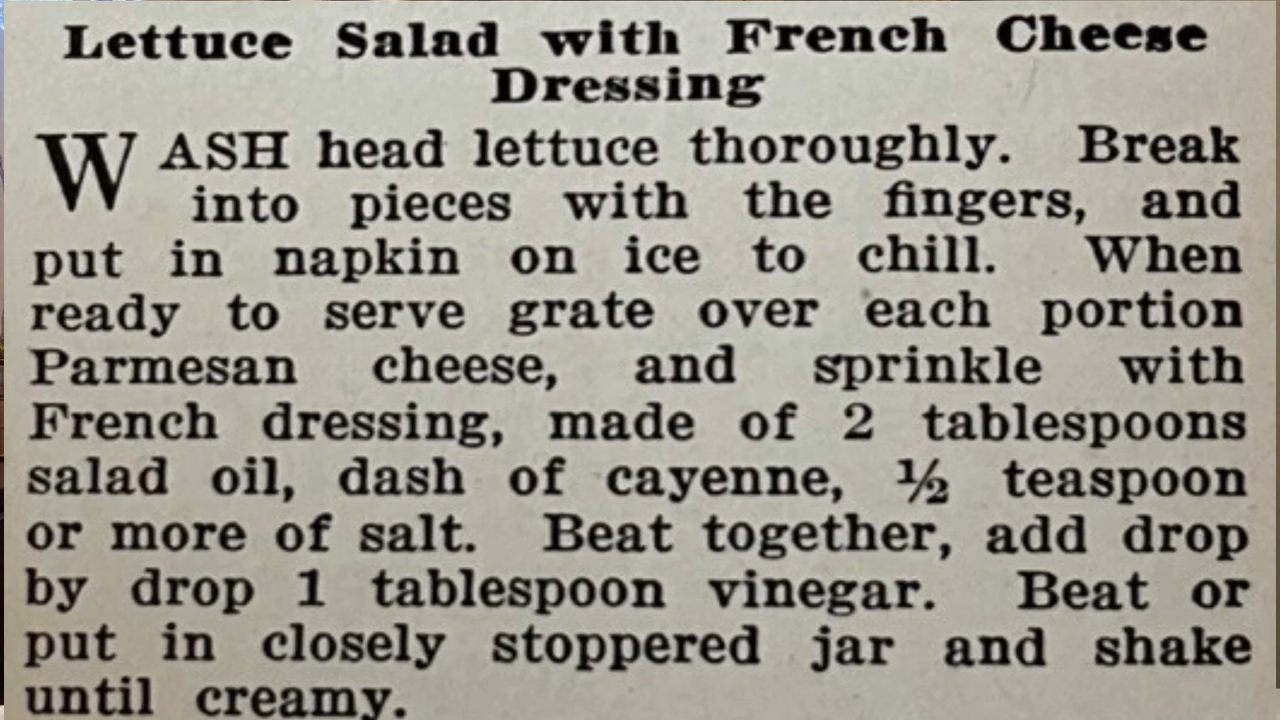 Lettuce Salad with French Cheese
Dressing
WASH head lettuce thoroughly. Break
into pieces with the fingers, and
put in napkin on ice to chill. When
ready to serve grate over each portion
Parmesan cheese, and sprinkle with
French dressing, made of 2 tablespoons
salad oil, dash of cayenne, ½ teaspoon
or more of salt. Beat together, add drop
by drop 1 tablespoon vinegar. Beat or
put in closely stoppered jar and shake
until creamy.